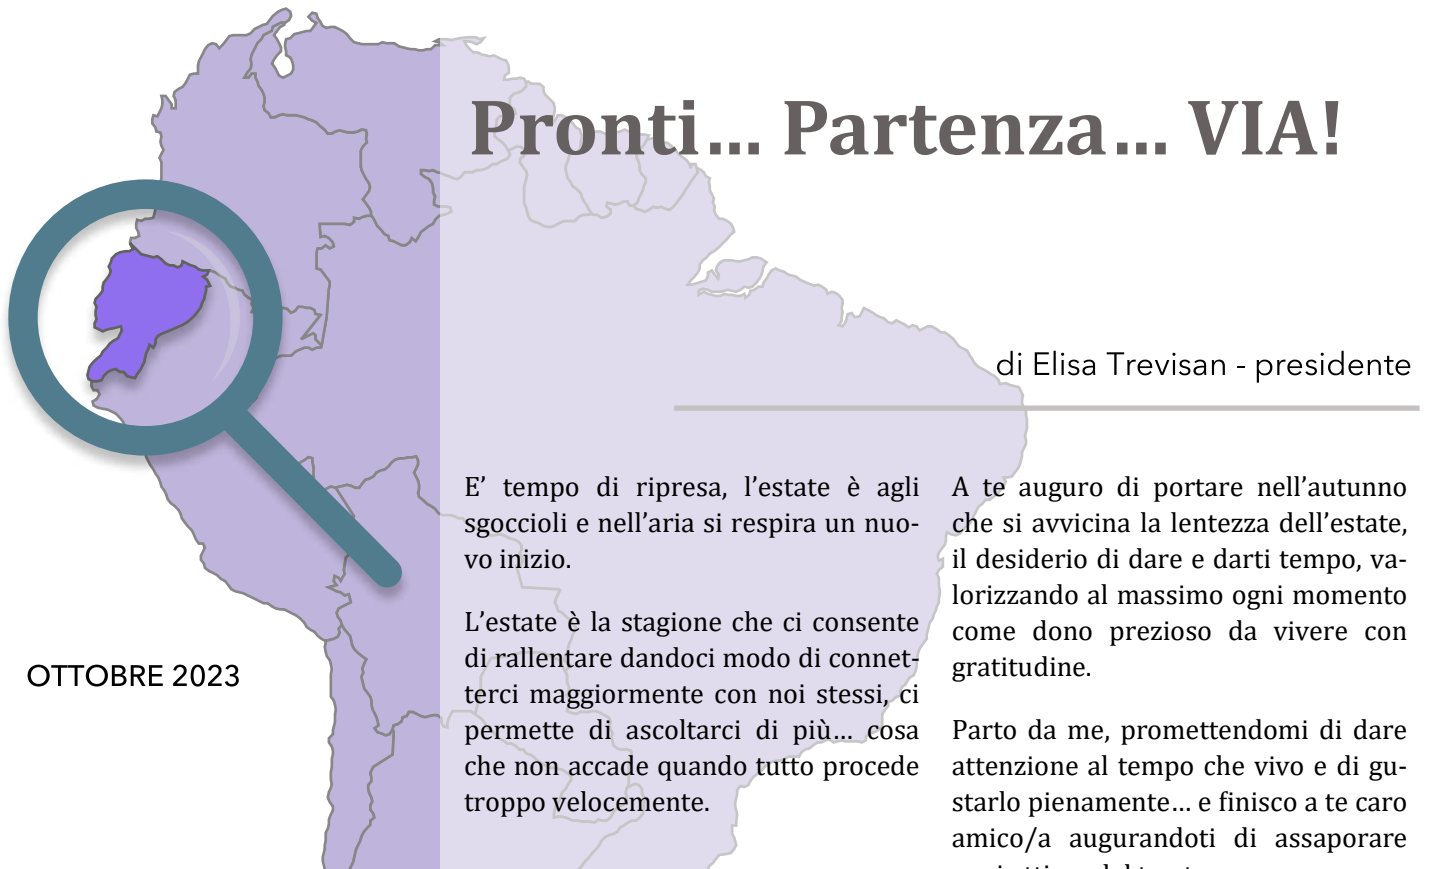 Pronti... Partenza... VIA!
di Elisa Trevisan - presidente
OTTOBRE 2023
E’ tempo di ripresa, l’estate è agli
sgoccioli e nell’aria si respira un nuo-
vo inizio.
L’estate è la stagione che ci consente
di rallentare dandoci modo di connet-
terci maggiormente con noi stessi, ci
permette di ascoltarci di più... cosa
che non accade quando tutto procede
troppo velocemente.
A te auguro di portare nell’autunno
che si avvicina la lentezza dell’estate,
il desiderio di dare e darti tempo, va-
lorizzando al massimo ogni momento
come dono prezioso da vivere con
gratitudine.
Parto da me, promettendomi di dare
attenzione al tempo che vivo e di gu-
starlo pienamente... e finisco a te caro
amico/a augurandoti di assaporare